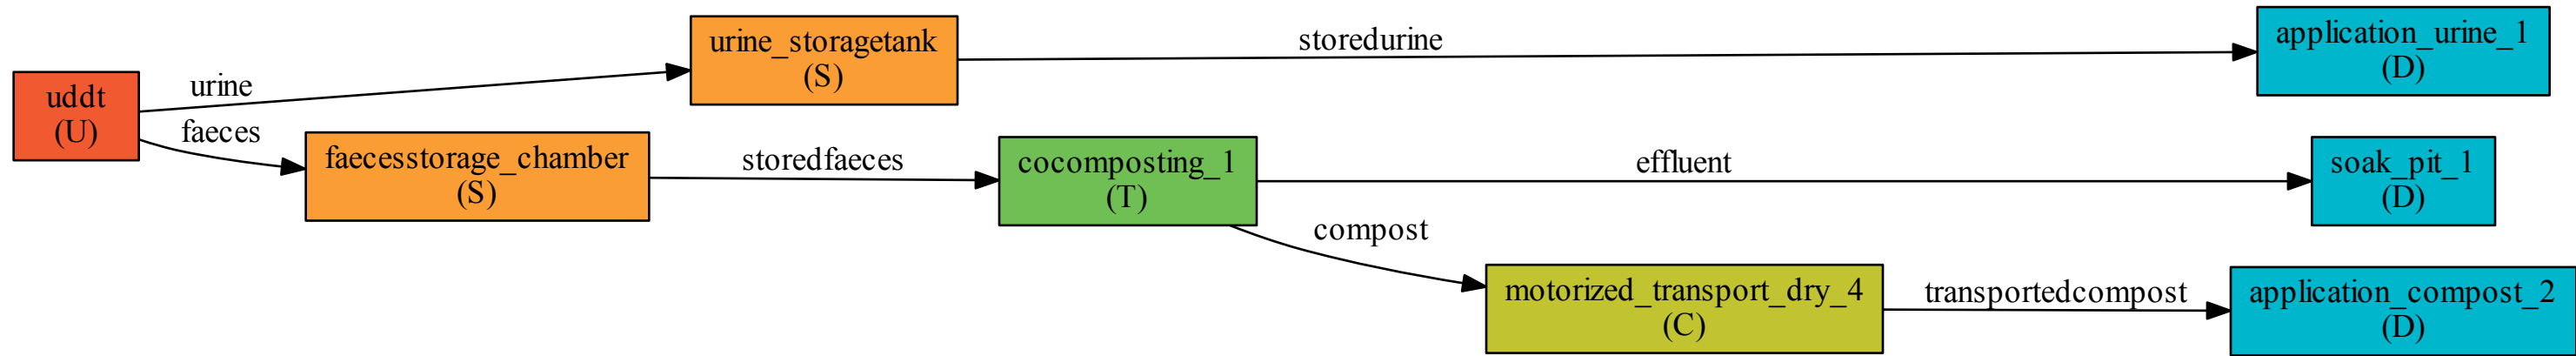 uddt
(U)
urine
faeces
urine_storagetank
(S)
storedurine
application_urine_1
(D)
faecesstorage_chamber
(S)
storedfaeces
cocomposting_1
(T)
effluent
soak_pit_1
(D)
compost
motorized_transport_dry_4
(C)
transportedcompost
application_compost_2
(D)